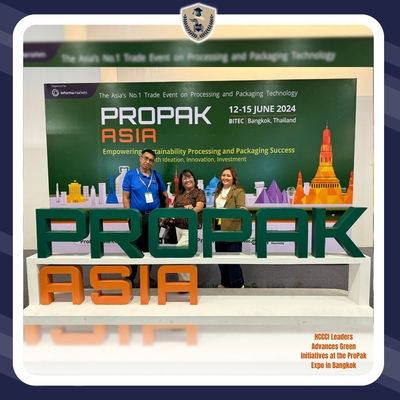 The Asia's No.1 Trade Event on Processing and Packaging Technology
informamarkets
The Asia's No.1 Trade Event on Processing and Packaging Technology
PROPAK
ASIA
12-15 JUNE 2024
BITEC | Bangkok, Thailand
Empowering Sustainability Processing and Packaging Success
Ideation, Innovation, Investment
PROPAK
ASIA
HCCCI Leaders
Advances Green
Initiatives at the ProPak
Expo in Bangkok